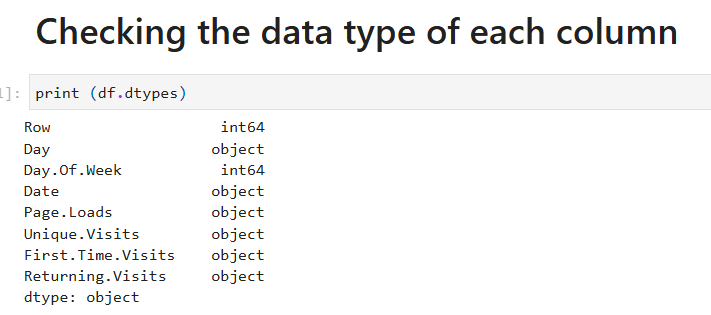 Checking the data type of each column
]: print (df.dtypes)
Row int64
Day object
Day.Of.Week int64
Date object
Page.Loads object
Unique.Visits object
First.Time.Visits object
Returning.Visits object
dtype: object